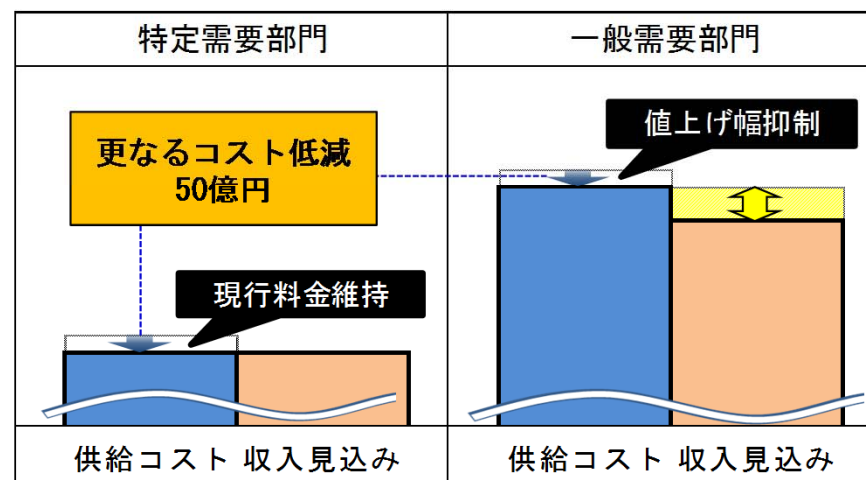 特定需要部門
一般需要部門
更なるコスト低減
50億円
値上げ幅抑制
現行料金維持
供給コスト 収入見込み
供給コスト 収入見込み